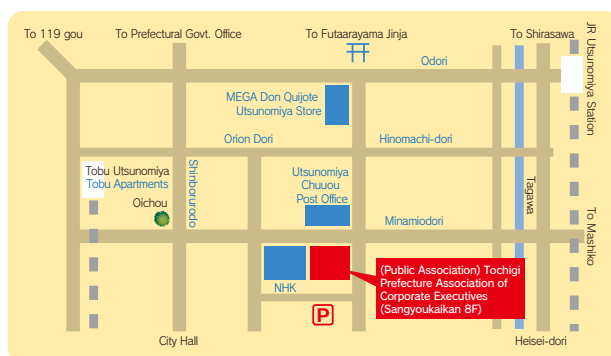 To 119 gou
To Prefectural Govt. Office
To Futaarayama Jinja
To Shirasawa
JR Utsunomiya Station
Odori
MEGA Don Quijote
Utsunomiya Store
Orion Dori
Hinomachi-dori
Tobu Utsunomiya
Tobu Apartments
Oichou
Shinborurodo
Utsunomiya
Chuuou
Post Office
Tagawa
Minamiodori
To Mashiko
NHK
(Public Association) Tochigi
Prefecture Association of
Corporate Executives
(Sangyoukaikan 8F)
P
City Hall
Heisei-dori